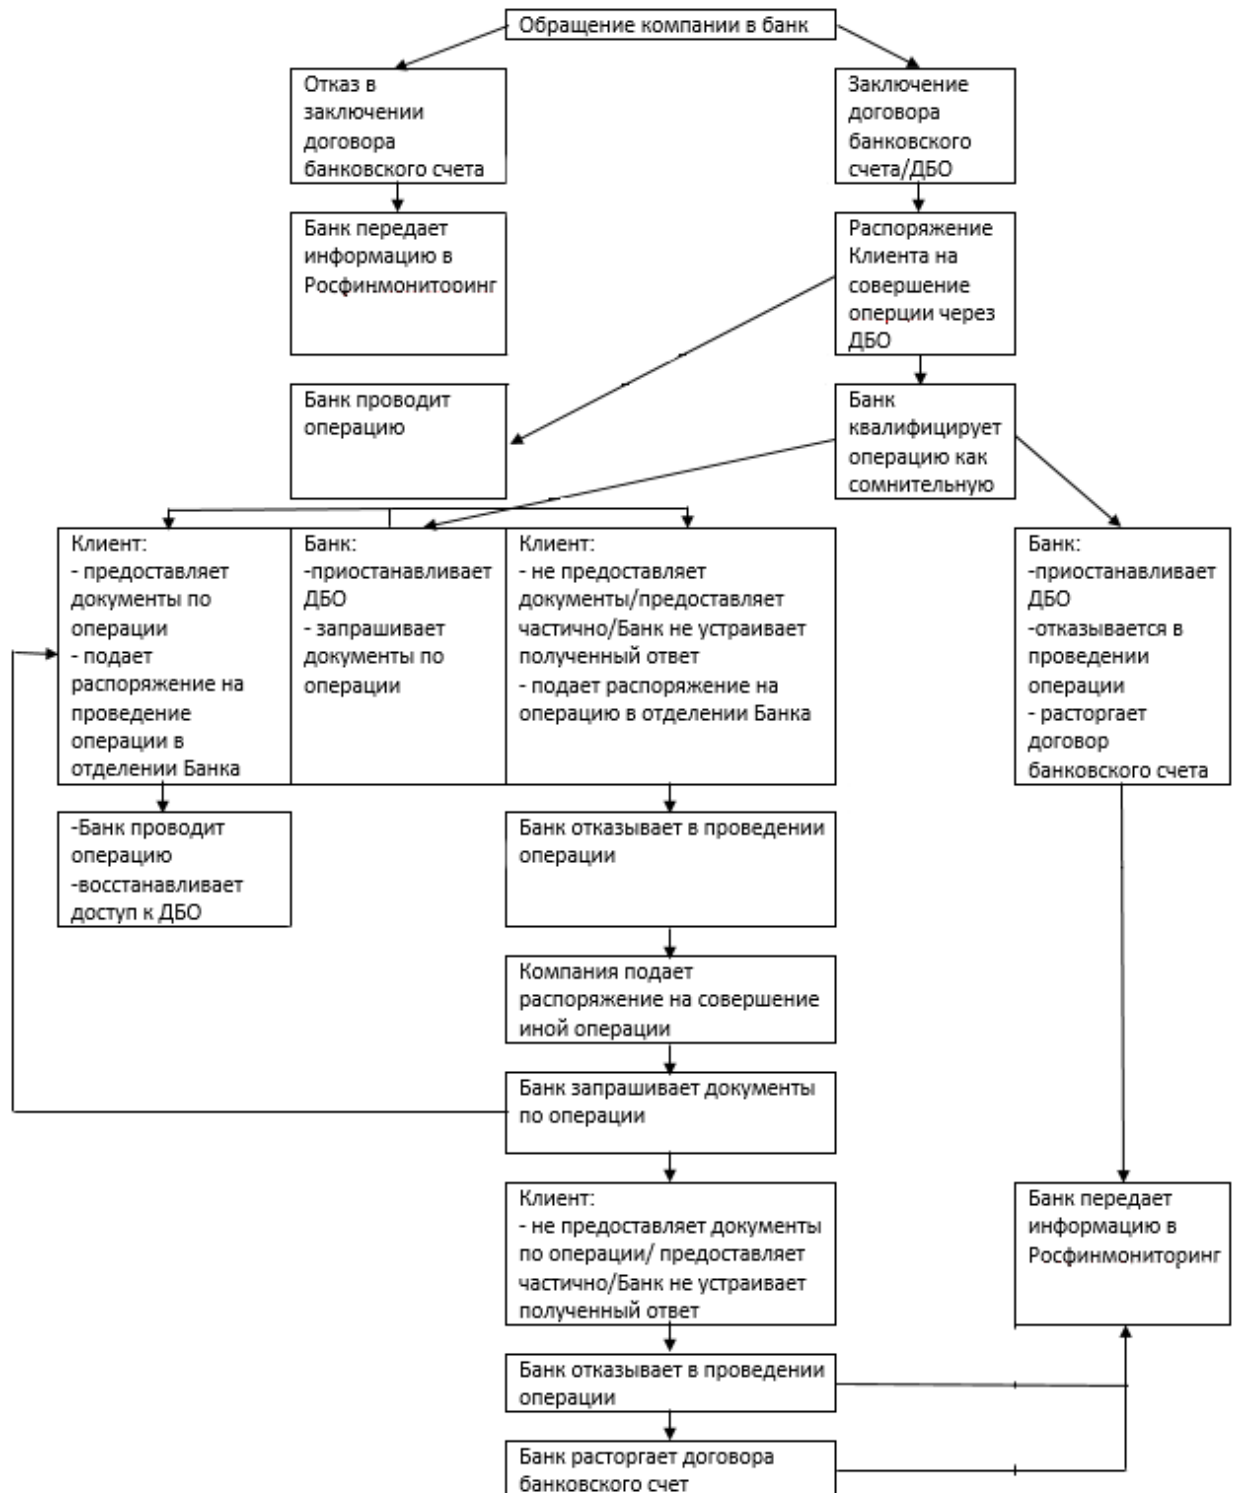 Обращение компании в банк
Отказ в
заключении
договора
банковского счета
Заключение
договора
банковского
счета/ДБО
Банк передает
информацию в
Росфинмонитооинг
Распоряжение
Клиента на
совершение
оперции через
ДБО
Банк проводит
операцию
Банк
квалифицирует
операцию как
сомнительную
Клиент:
- предоставляет
документы по
операции
- подает
распоряжение на
проведение
операции в
отделении Банка
Банк:
-приостанавливает
ДБО
- запрашивает
документы по
операции
Клиент:
- не предоставляет
документы/предоставляет
частично/Банк не устраивает
полученный ответ
- подает распоряжение на
операцию в отделении Банка
Банк:
-приостанавливает
ДБО
-отказывается в
проведении
операции
- расторгает
договор
банковского счета
-Банк проводит
операцию
-восстанавливает
доступ к ДБО
Банк отказывает в проведении
операции
Компания подает
распоряжение на совершение
иной операции
Банк запрашивает документы
по операции
Клиент:
- не предоставляет документы
по операции/ предоставляет
частично/Банк не устраивает
полученный ответ
Банк передает
информацию в
Росфинмониторинг
Банк отказывает в проведении
операции
Банк расторгает договора
банковского счет